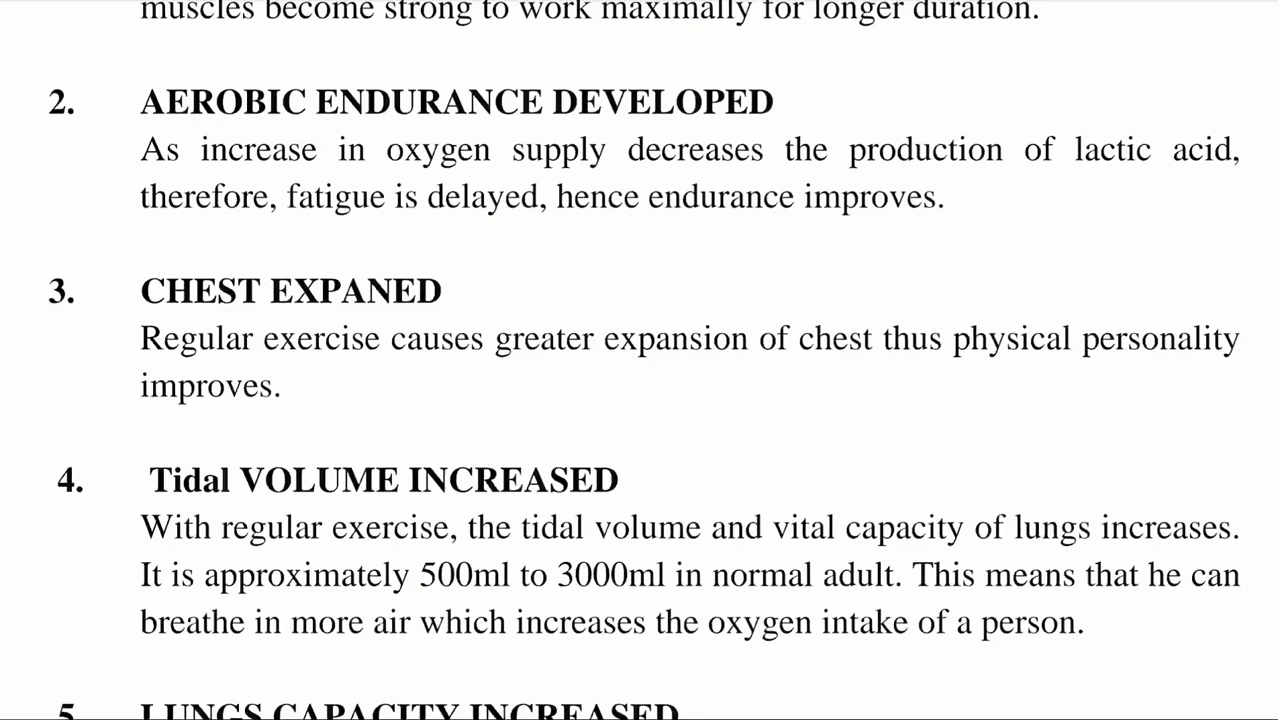 muscles become strong to work maximally for longer duration.
2. AEROBIC ENDURANCE DEVELOPED
As increase in oxygen supply decreases the production of lactic acid,
therefore, fatigue is delayed, hence endurance improves.
3. CHEST EXPANED
Regular exercise causes greater expansion of chest thus physical personality
improves.
4. Tidal VOLUME INCREASED
With regular exercise, the tidal volume and vital capacity of lungs increases.
It is approximately 500ml to 3000ml in normal adult. This means that he can
breathe in more air which increases the oxygen intake of a person.
5. LUNGS CAPACITY INCREASED